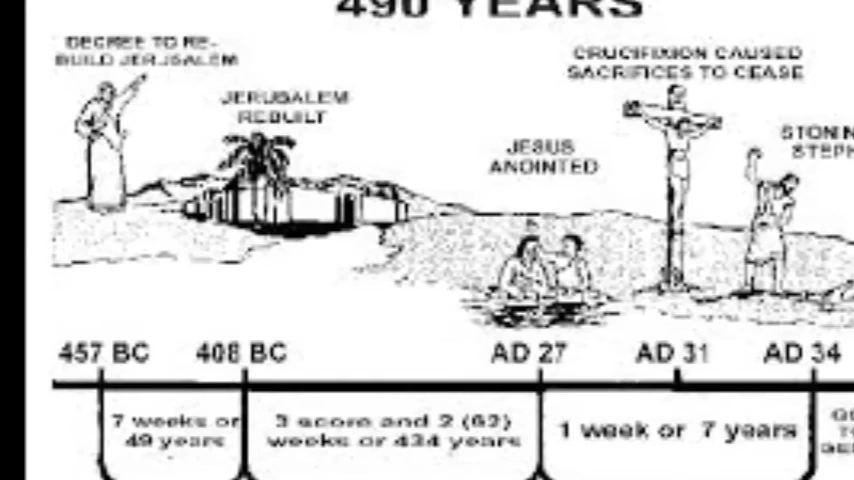 490 YEARS
DECREE TO RE-
BUILD JERUSALEM
CRUCIFIXION CAUSED
SACRIFICES TO CEASE
JERUSALEM
REBUILT
JESUS
ANOINTED
STONIN
STEPH
457 BC 408 BC AD 27 AD 31 AD 34
7 weeks or
49 years
3 score and 2 (62)
weeks or 434 years
1 week or 7 years